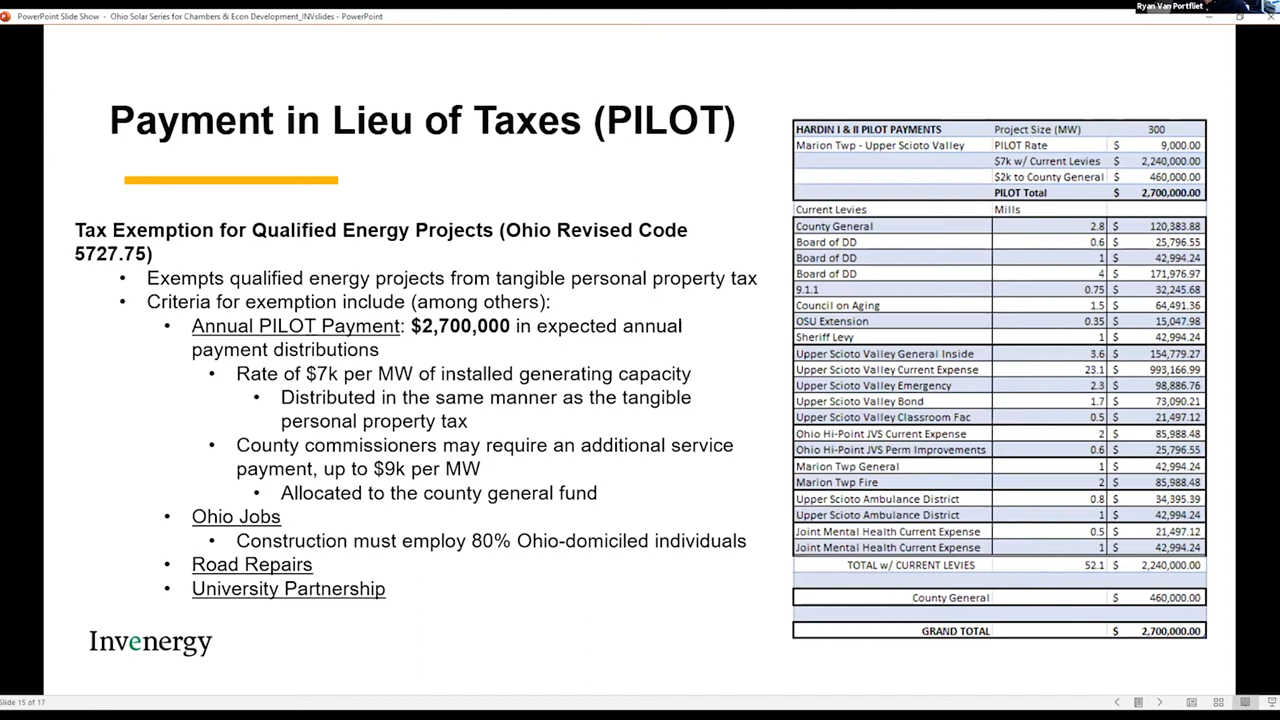 PowerPoint Slide Show - Ohio Solar Series for Chambers & Econ Development_INVslides - PowerPoint
Ryan Van Portfliet
Payment in Lieu of Taxes (PILOT)
Tax Exemption for Qualified Energy Projects (Ohio Revised Code
5727.75)
• Exempts qualified energy projects from tangible personal property tax
• Criteria for exemption include (among others):
• Annual PILOT Payment: $2,700,000 in expected annual
payment distributions
• Rate of $7k per MW of installed generating capacity
• Distributed in the same manner as the tangible
personal property tax
• County commissioners may require an additional service
payment, up to $9k per MW
• Allocated to the county general fund
• Ohio Jobs
• Construction must employ 80% Ohio-domiciled individuals
• Road Repairs
• University Partnership
Invenergy
HARDIN I & II PILOT PAYMENTS Project Size (MW) 300
Marion Twp - Upper Scioto Valley PILOT Rate $ 9,000.00
$7k w/ Current Levies $ 2,240,000.00
$2k to County General $ 460,000.00
PILOT Total $ 2,700,000.00
Current Levies Mills
County General 2.8 $ 120,383.88
Board of DD 0.6 $ 25,796.55
Board of DD 1 $ 42,994.24
Board of DD 4 $ 171,976.97
9.1.1 0.75 $ 32,245.68
Council on Aging 1.5 $ 64,491.36
OSU Extension 0.35 $ 15,047.98
Sheriff Levy 1 $ 42,994.24
Upper Scioto Valley General Inside 3.6 $ 154,779.27
Upper Scioto Valley Current Expense 23.1 $ 993,166.99
Upper Scioto Valley Emergency 2.3 $ 98,886.76
Upper Scioto Valley Bond 1.7 $ 73,090.21
Upper Scioto Valley Classroom Fac 0.5 $ 21,497.12
Ohio Hi-Point JVS Current Expense 2 $ 85,988.48
Ohio Hi-Point JVS Perm Improvements 0.6 $ 25,796.55
Marion Twp General 1 $ 42,994.24
Marion Twp Fire 2 $ 85,988.48
Upper Scioto Ambulance District 0.8 $ 34,395.39
Upper Scioto Ambulance District 1 $ 42,994.24
Joint Mental Health Current Expense 0.5 $ 21,497.12
Joint Mental Health Current Expense 1 $ 42,994.24
TOTAL w/ CURRENT LEVIES 52.1 $ 2,240,000.00
County General $ 460,000.00
GRAND TOTAL $ 2,700,000.00
Slide 15 of 17